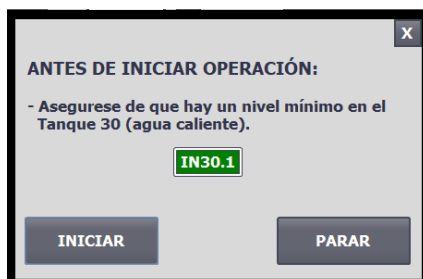 X
ANTES DE INICIAR OPERACIÓN:
- Asegurese de que hay un nivel mínimo en el
Tanque 30 (agua caliente).
IN30.1
INICIAR
PARAR